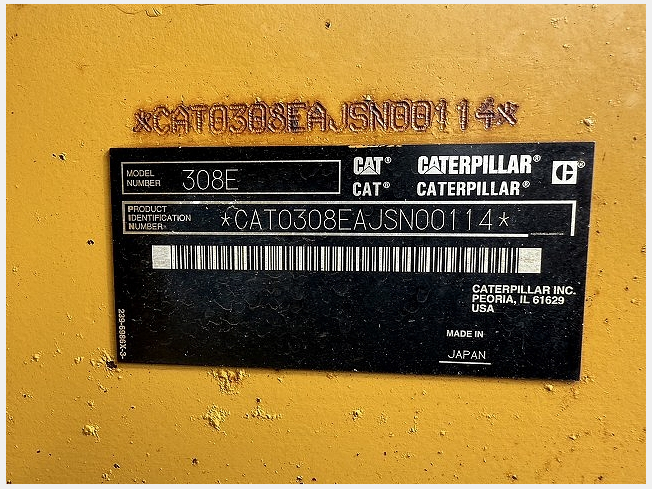 *CAT0308EAJSN00114*
MODEL NUMBER 308E
CAT® CATERPILLAR® C®
CAT® CATERPILLAR®
PRODUCT IDENTIFICATION NUMBER *CAT0308EAJSN00114*
CATERPILLAR INC.
PEORIA, IL 61629
USA
MADE IN
JAPAN